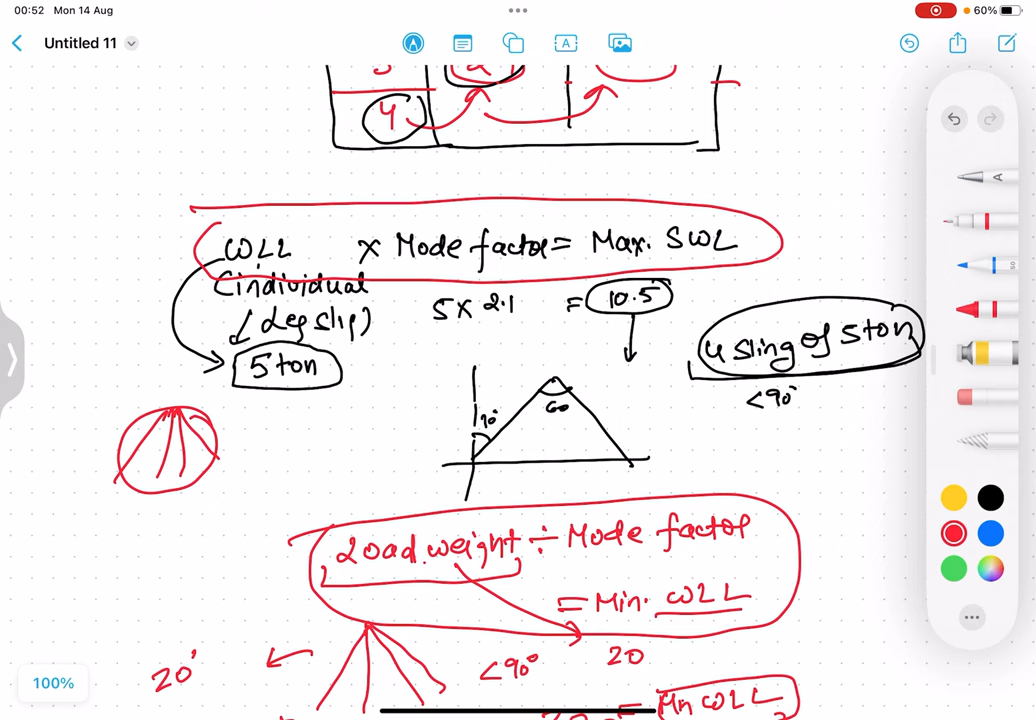 00:52 Mon 14 Aug
60%
Untitled 11
4
WLL x Mode factor = Max. SWL
(individual
leg slip)
5 x 2.1 = 10.5
5 ton
4 sling of 5 ton
<90°
90°
60
Load weight ÷ Mode factor
= Min. WLL
<90°
20
20'
= Min WLL
100%